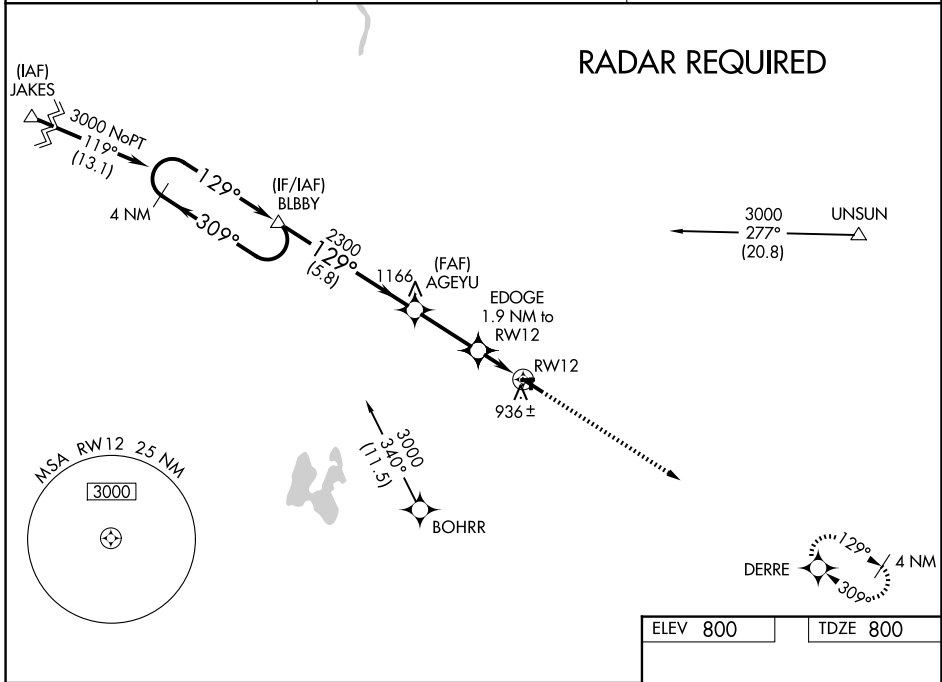 RADAR REQUIRED
(IAF)
JAKES
3000 NoPT
119°
(13.1)
4 NM
129°
309°
(IF/IAF)
BLBBY
2300
129°
(5.8)
1166
(FAF)
AGEYU
EDOGE
1.9 NM to
RW12
RW12
936 ±
3000
277°
(20.8)
UNSUN
3000
340°
(11.5)
BOHRR
MSA RW12 25 NM
3000
DERRE
129°
309°
4 NM
ELEV 800
TDZE 800